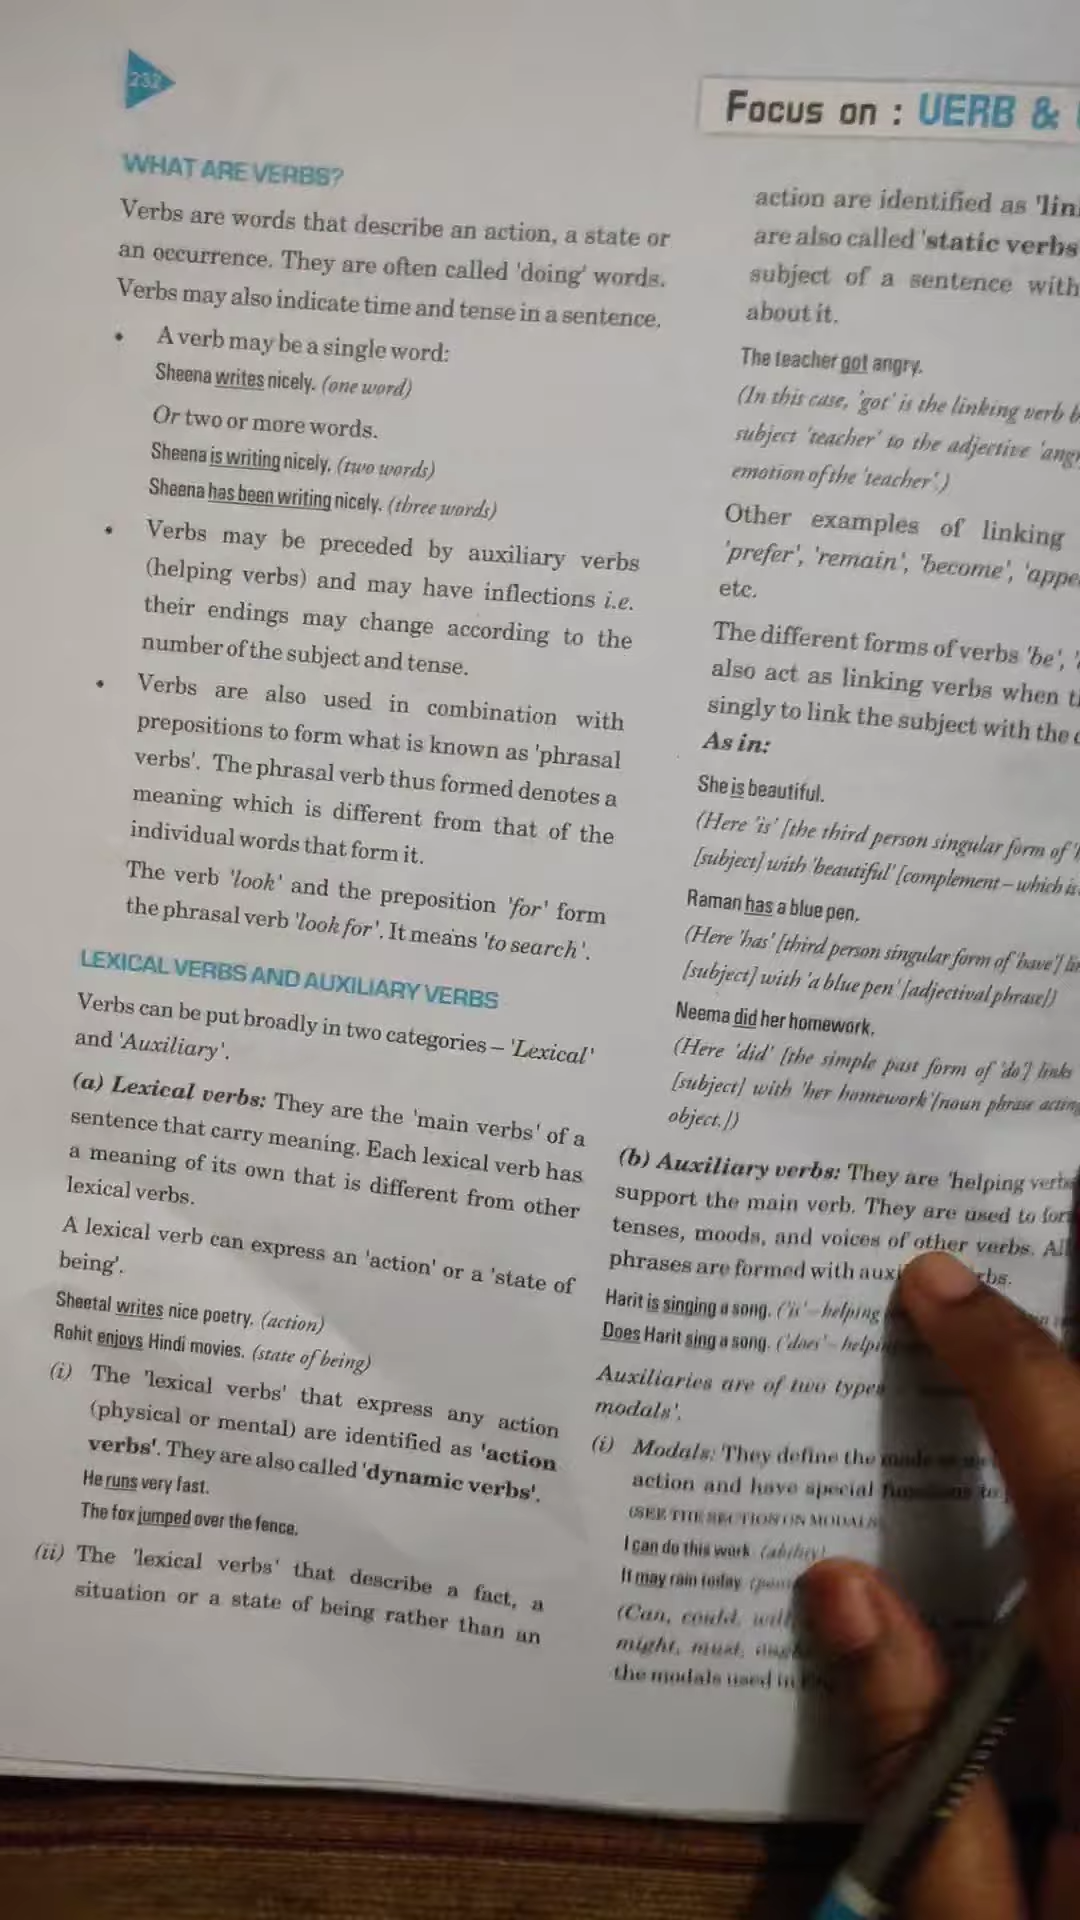 232
Focus on : VERB &
WHAT ARE VERBS?
Verbs are words that describe an action, a state or
an occurrence. They are often called 'doing' words.
Verbs may also indicate time and tense in a sentence.
• A verb may be a single word:
Sheena writes nicely. (one word)
Or two or more words.
Sheena is writing nicely. (two words)
Sheena has been writing nicely. (three words)
• Verbs may be preceded by auxiliary verbs
(helping verbs) and may have inflections i.e.
their endings may change according to the
number of the subject and tense.
• Verbs are also used in combination with
prepositions to form what is known as 'phrasal
verbs'. The phrasal verb thus formed denotes a
meaning which is different from that of the
individual words that form it.
The verb 'look' and the preposition 'for' form
the phrasal verb 'look for'. It means 'to search'.
LEXICAL VERBS AND AUXILIARY VERBS
Verbs can be put broadly in two categories – 'Lexical'
and 'Auxiliary'.
(a) Lexical verbs: They are the 'main verbs' of a
sentence that carry meaning. Each lexical verb has
a meaning of its own that is different from other
lexical verbs.
A lexical verb can express an 'action' or a 'state of
being'.
Sheetal writes nice poetry. (action)
Rohit enjoys Hindi movies. (state of being)
(i) The 'lexical verbs' that express any action
(physical or mental) are identified as 'action
verbs'. They are also called 'dynamic verbs'.
He runs very fast.
The fox jumped over the fence.
(ii) The 'lexical verbs' that describe a fact, a
situation or a state of being rather than an
action are identified as
are also called 'static verbs
subject of a sentence with
about it.
The teacher got angry.
(In this case, 'got' is the linking verb
subject 'teacher' to the adjective
emotion of the 'teacher'.)
Other examples of linking
'prefer', 'remain', 'become',
etc.
The different forms of verbs 'be',
also act as linking verbs when
singly to link the subject with the
As in:
She is beautiful.
(Here 'is' [the third person singular form of
[subject] with 'beautiful' [complement – which is
Raman has a blue pen.
(Here 'has' [third person singular form of 'have']
[subject] with 'a blue pen' [adjectival phrase])
Neema did her homework.
(Here 'did' [the simple past form of 'do'] links
[subject] with 'her homework' [noun phrase acting
object.])
(b) Auxiliary verbs: They are 'helping
support the main verb. They are used to
tenses, moods, and voices of other verbs. All
phrases are formed with
Harit is singing a song. ('is' – helping
Does Harit sing a song. ('does' –
Auxiliaries are of two types
modals'.
(i) Modals: They define the
action and have special functions to
(SEE THE SECTION ON MODALS
I can do this work. (ability)
It may rain today.
(Can, could,
might, must,
the modals used in